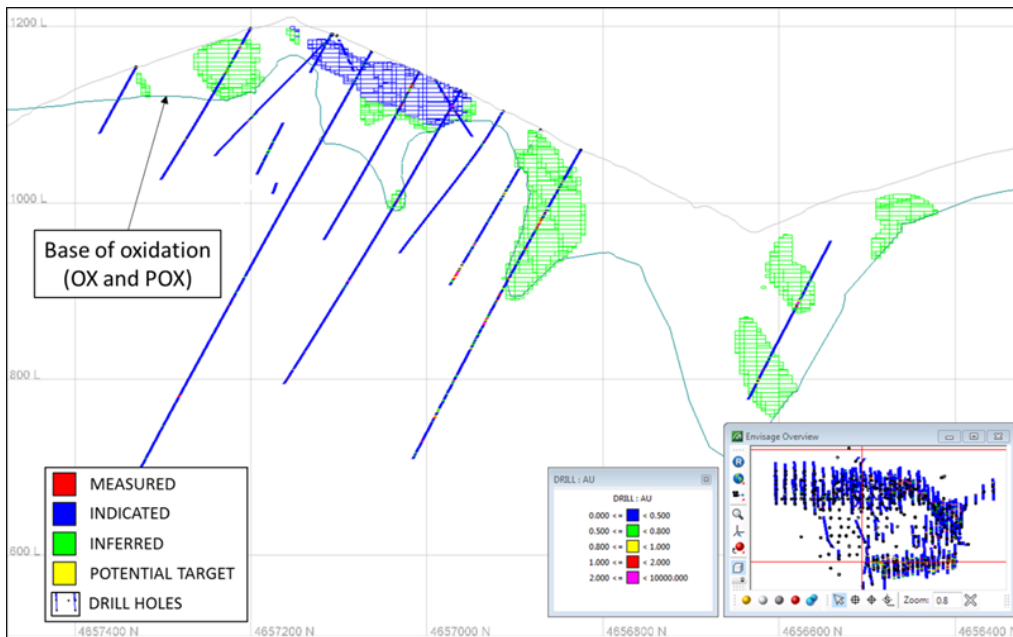 1200 L
1000 L
Base of oxidation
(OX and POX)
800 L
600 L
MEASURED
INDICATED
INFERRED
POTENTIAL TARGET
DRILL HOLES
DRILL : AU
DRILL : AU
0.000 <= < 0.500
0.500 <= < 0.800
0.800 <= < 1.000
1.000 <= < 2.000
2.000 <= < 10000.000
Envisage Overview
R
Zoom: 0.8
4657400 N
4657200 N
4657000 N
4656800 N
4656600 N
4656400 N